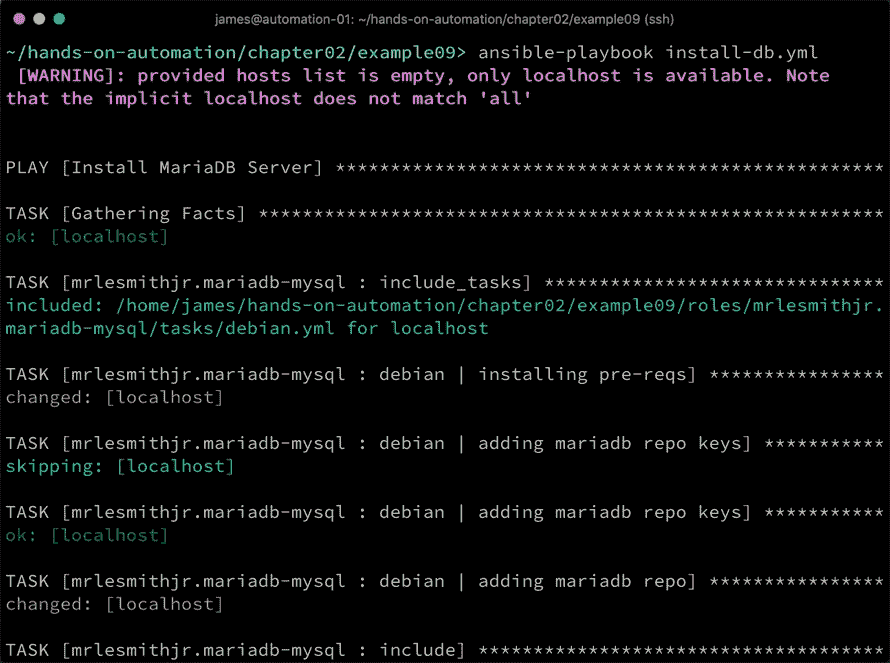 james@automation-01: ~/hands-on-automation/chapter02/example09 (ssh)
~/hands-on-automation/chapter02/example09> ansible-playbook install-db.yml
 [WARNING]: provided hosts list is empty, only localhost is available. Note
that the implicit localhost does not match 'all'
PLAY [Install MariaDB Server] **************************************************
TASK [Gathering Facts] *********************************************************
ok: [localhost]
TASK [mrlesmithjr.mariadb-mysql : include_tasks] *******************************
included: /home/james/hands-on-automation/chapter02/example09/roles/mrlesmithjr.
mariadb-mysql/tasks/debian.yml for localhost
TASK [mrlesmithjr.mariadb-mysql : debian | installing pre-reqs] ****************
changed: [localhost]
TASK [mrlesmithjr.mariadb-mysql : debian | adding mariadb repo keys] ***********
skipping: [localhost]
TASK [mrlesmithjr.mariadb-mysql : debian | adding mariadb repo keys] ***********
ok: [localhost]
TASK [mrlesmithjr.mariadb-mysql : debian | adding mariadb repo] ****************
changed: [localhost]
TASK [mrlesmithjr.mariadb-mysql : include] *************************************